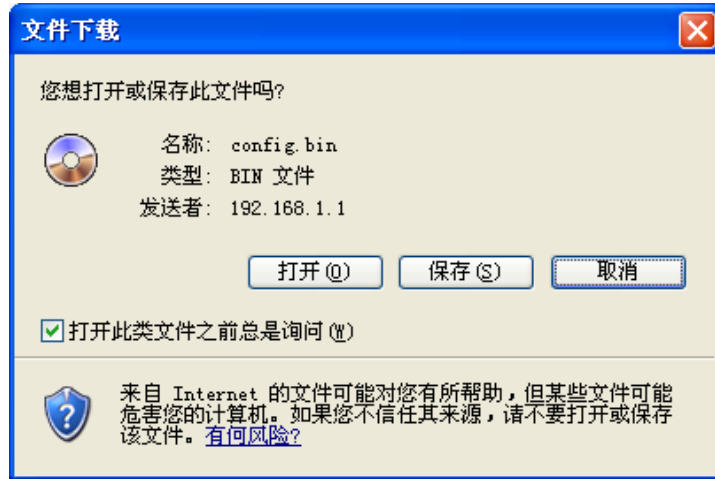 文件下载
您想打开或保存此文件吗?
名称: config.bin
类型: BIN 文件
发送者: 192.168.1.1
打开(O) 保存(S) 取消
打开此类文件之前总是询问(W)
来自 Internet 的文件可能对您有所帮助，但某些文件可能
危害您的计算机。如果您不信任其来源，请不要打开或保存
该文件。有何风险?